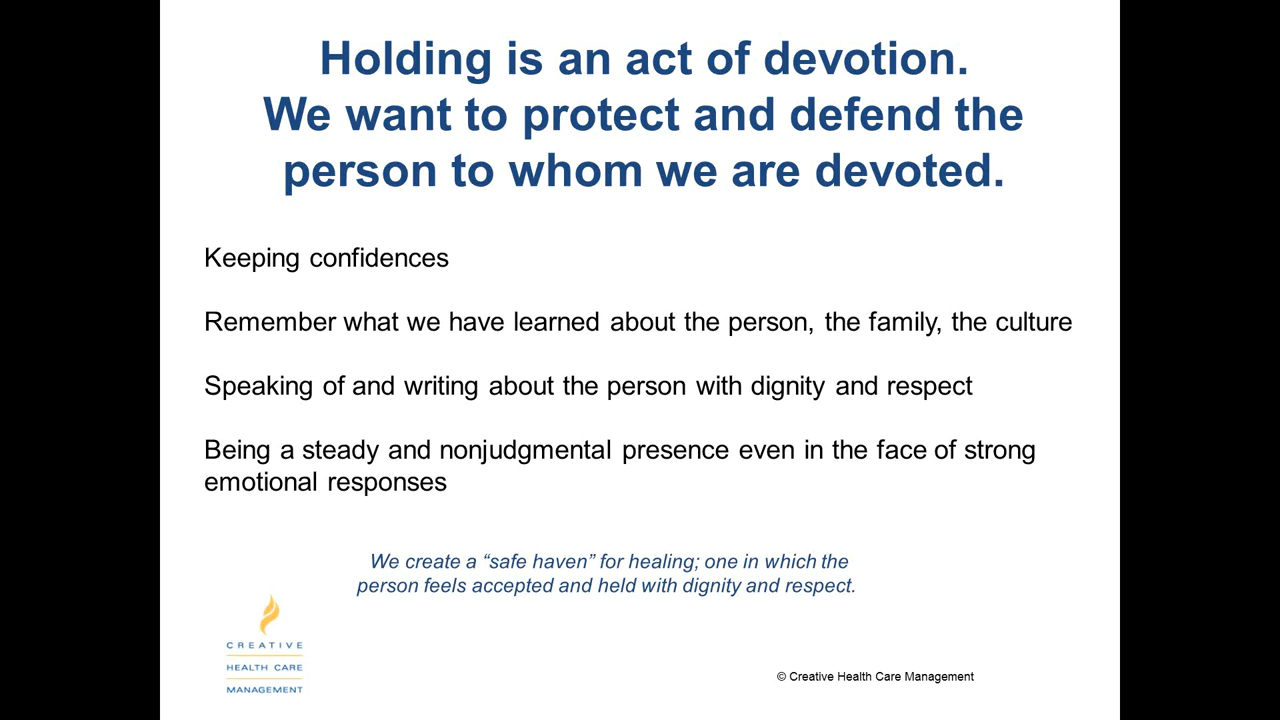 Holding is an act of devotion.
We want to protect and defend the
person to whom we are devoted.
Keeping confidences
Remember what we have learned about the person, the family, the culture
Speaking of and writing about the person with dignity and respect
Being a steady and nonjudgmental presence even in the face of strong
emotional responses
We create a “safe haven” for healing; one in which the
person feels accepted and held with dignity and respect.
CREATIVE
HEALTH CARE
MANAGEMENT
© Creative Health Care Management